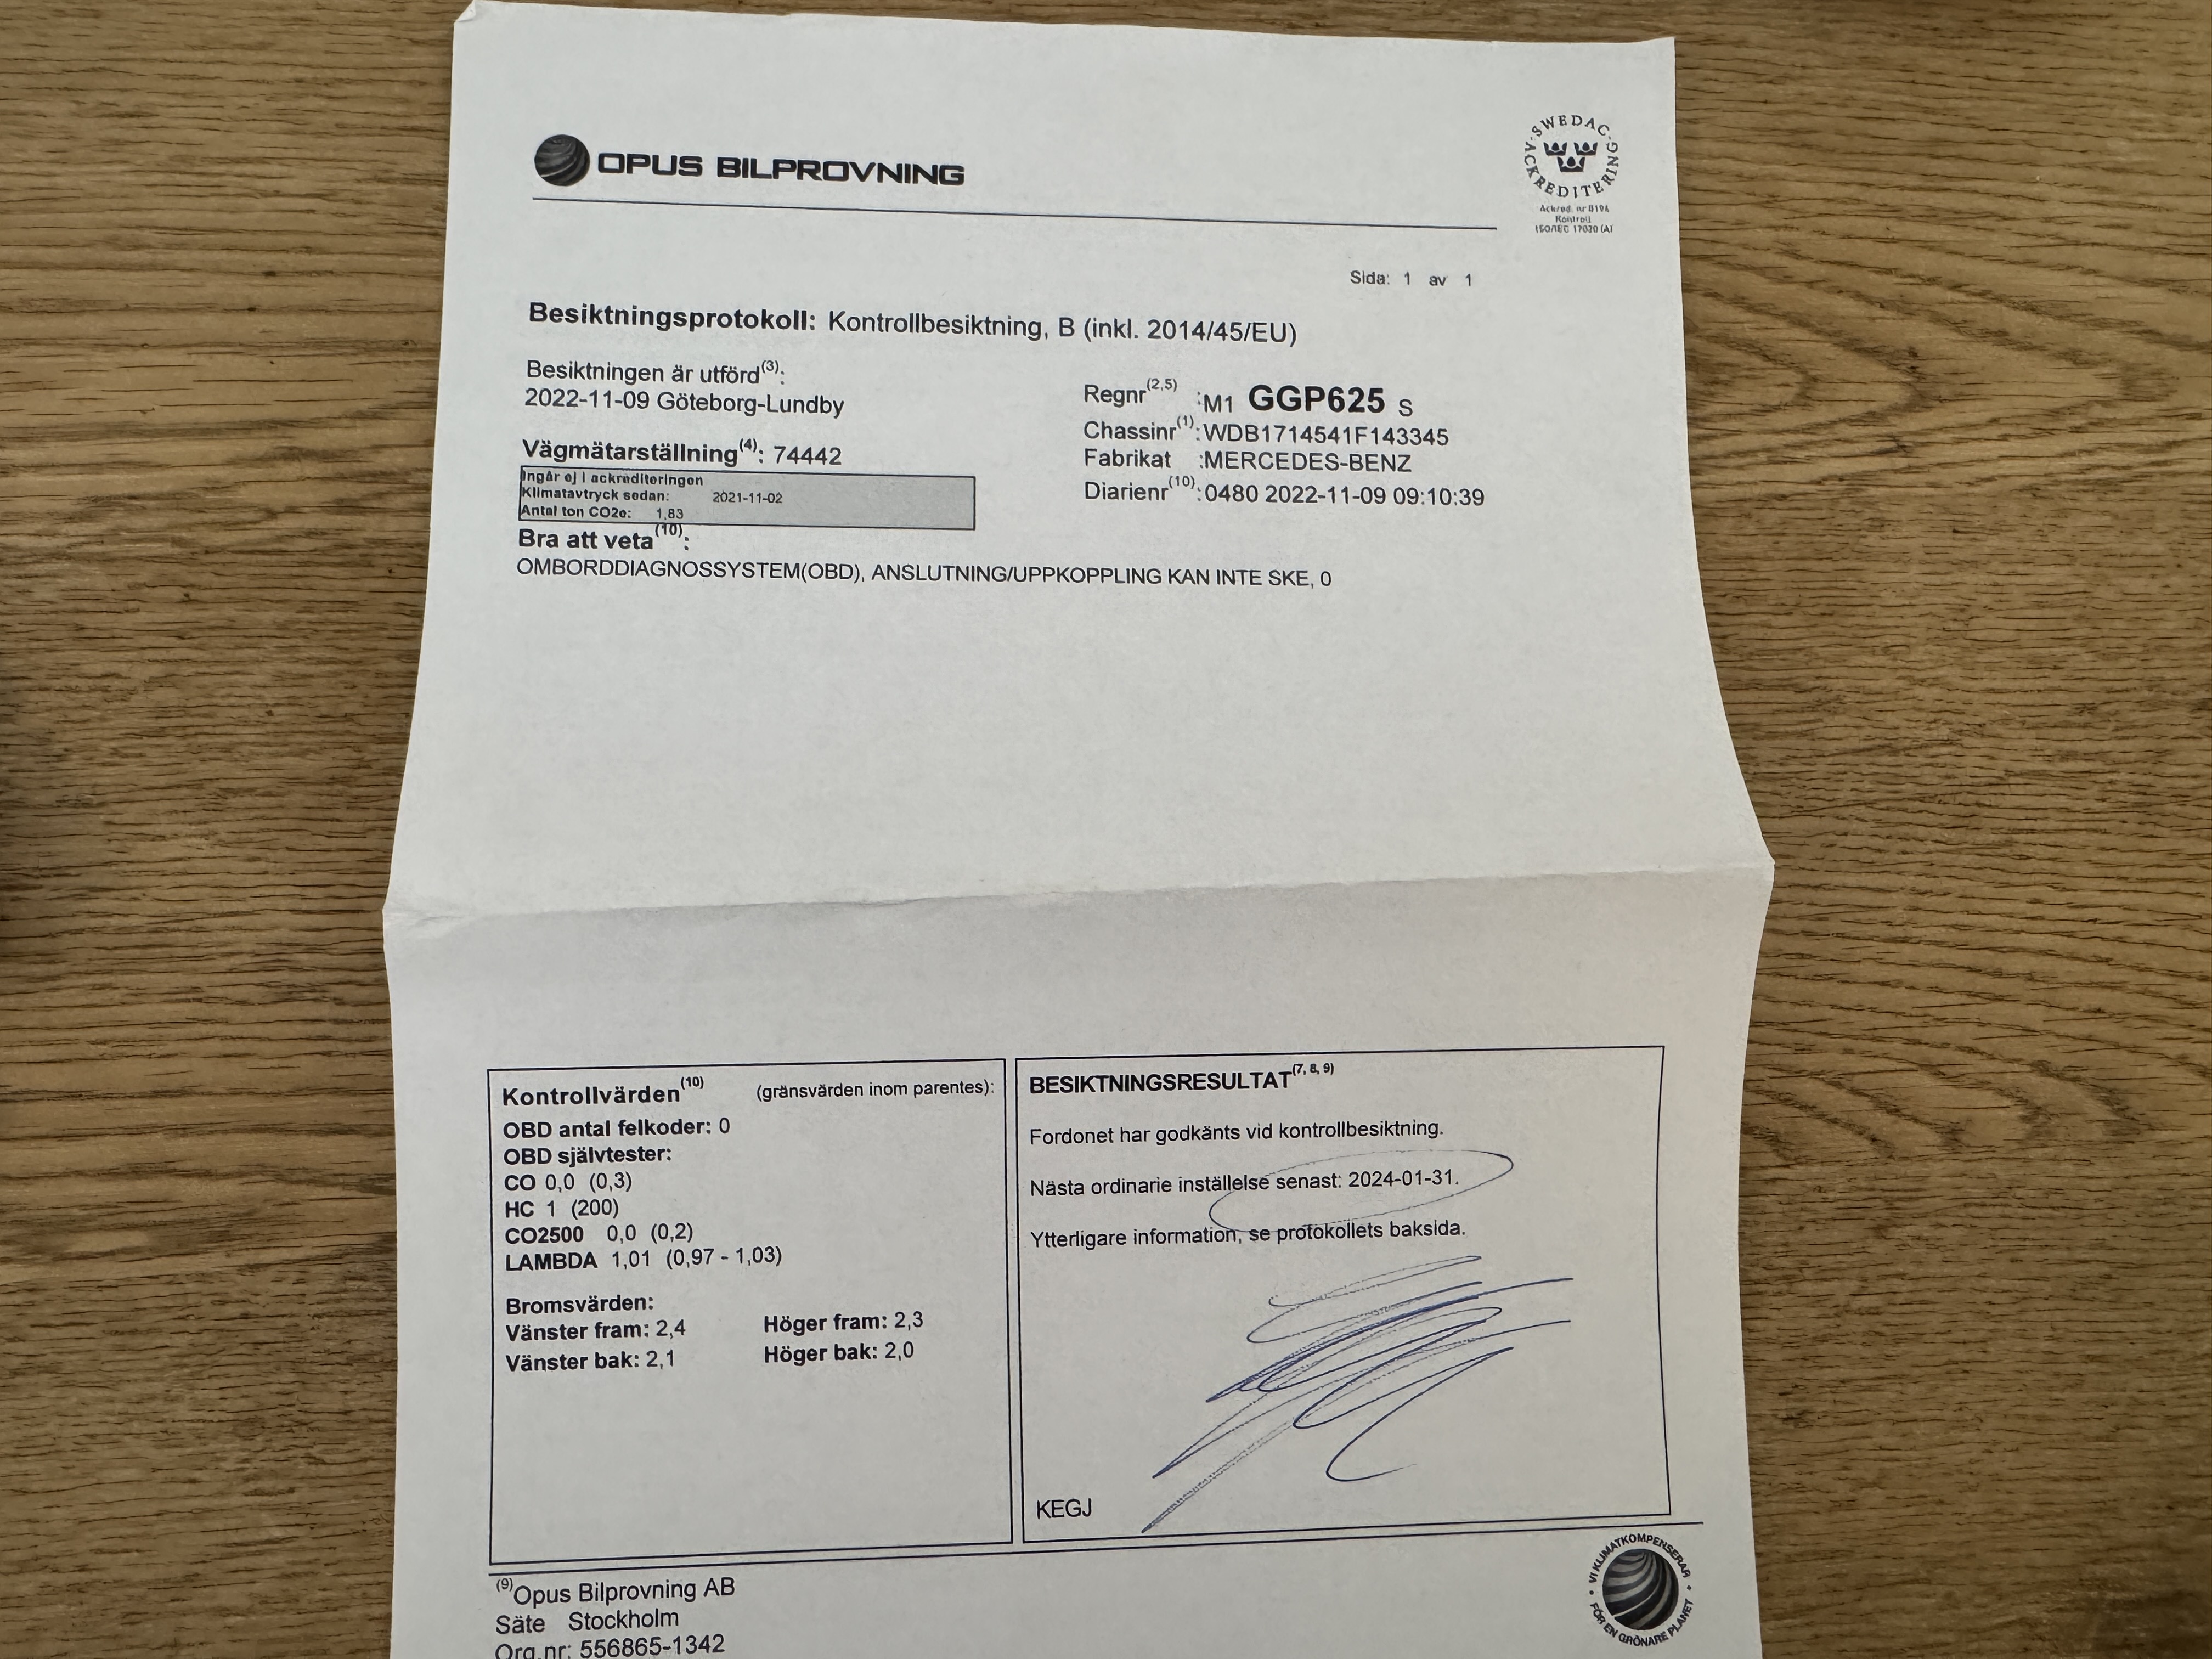 OPUS BILPROVNING
SWEDAC ACKREDITERING
Ackred. nr 8194
Kontroll
ISO/IEC 17020 (A)
Sida: 1 av 1
Besiktningsprotokoll: Kontrollbesiktning, B (inkl. 2014/45/EU)
Besiktningen är utförd(3):
2022-11-09 Göteborg-Lundby
Vägmätarställning(4): 74442
Ingår ej i ackrediteringen
Klimatavtryck sedan: 2021-11-02
Antal ton CO2e: 1,83
Regnr(2,5) :M1 GGP625 S
Chassinr(1):WDB1714541F143345
Fabrikat :MERCEDES-BENZ
Diarienr(10):0480 2022-11-09 09:10:39
Bra att veta(10):
OMBORDDIAGNOSSYSTEM(OBD), ANSLUTNING/UPPKOPPLING KAN INTE SKE, 0
Kontrollvärden(10) (gränsvärden inom parentes):
OBD antal felkoder: 0
OBD självtester:
CO 0,0 (0,3)
HC 1 (200)
CO2500 0,0 (0,2)
LAMBDA 1,01 (0,97 - 1,03)
Bromsvärden:
Vänster fram: 2,4 Höger fram: 2,3
Vänster bak: 2,1 Höger bak: 2,0
BESIKTNINGSRESULTAT(7, 8, 9)
Fordonet har godkänts vid kontrollbesiktning.
Nästa ordinarie inställelse senast: 2024-01-31.
Ytterligare information, se protokollets baksida.
KEGJ
(9)Opus Bilprovning AB
Säte Stockholm
Org.nr: 556865-1342
VI KLIMATKOMPENSERAR • FÖR EN GRÖNARE PLANET •